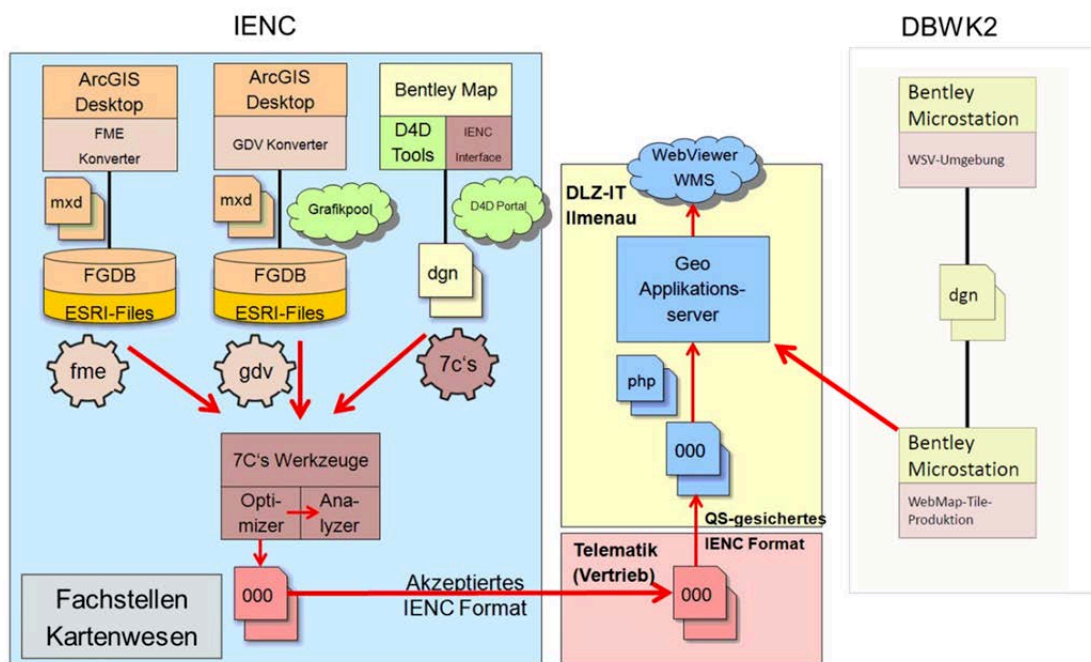 IENC
DBWK2
ArcGIS
Desktop
FME
Konverter
mxd
FGDB
ESRI-Files
fme
ArcGIS
Desktop
GDV Konverter
mxd
Grafikpool
FGDB
ESRI-Files
gdv
Bentley Map
D4D
Tools
IENC
Interface
D4D Portal
dgn
7c's
7C's Werkzeuge
Opti-
mizer
Ana-
lyzer
000
Fachstellen
Kartenwesen
Akzeptiertes
IENC Format
WebViewer
WMS
DLZ-IT
Ilmenau
Geo
Applikations-
server
php
000
QS-gesichertes
IENC Format
Telematik
(Vertrieb)
000
Bentley
Microstation
WSV-Umgebung
dgn
Bentley
Microstation
WebMap-Tile-
Produktion